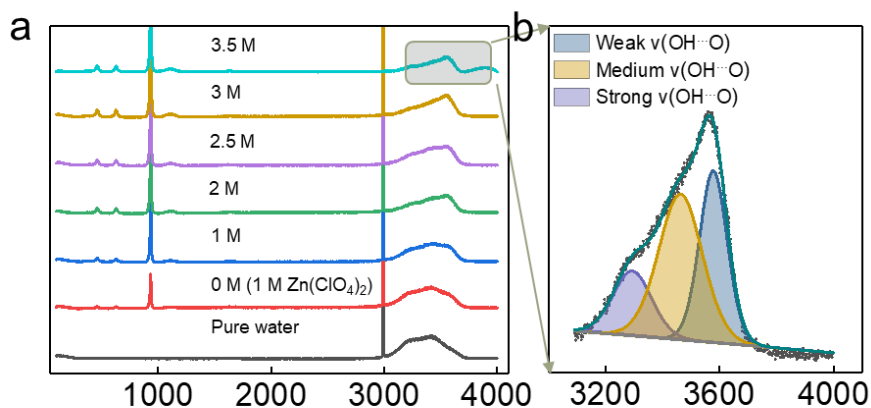 a
3.5 M
3 M
2.5 M
2 M
1 M
0 M (1 M Zn(ClO₄)₂)
Pure water
1000 2000 3000 4000
b
Weak v(OH···O)
Medium v(OH···O)
Strong v(OH···O)
3200 3600 4000